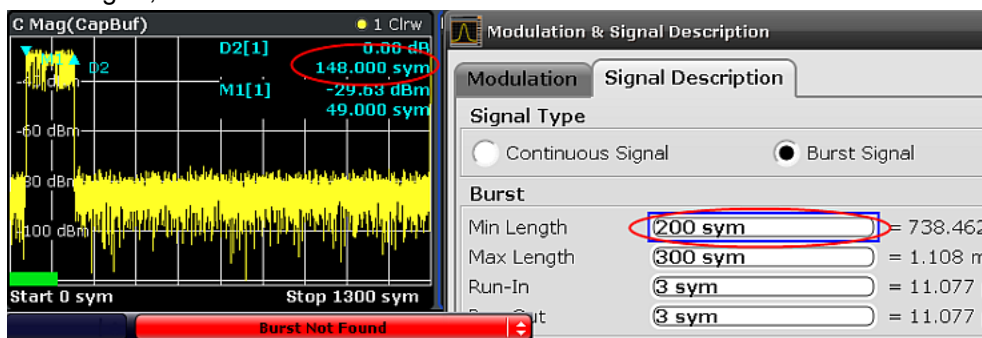 C Mag(CapBuf) 1 Clrw
D2[1] 0.00 dB
148.000 sym
M1[1] -29.63 dBm
49.000 sym
M1 D2
-60 dBm
-80 dBm
-100 dBm
Start 0 sym Stop 1300 sym
Burst Not Found
Modulation & Signal Description
Modulation Signal Description
Signal Type
Continuous Signal Burst Signal
Burst
Min Length 200 sym = 738.462
Max Length 300 sym = 1.108 m
Run-In 3 sym = 11.077
3 sym = 11.077